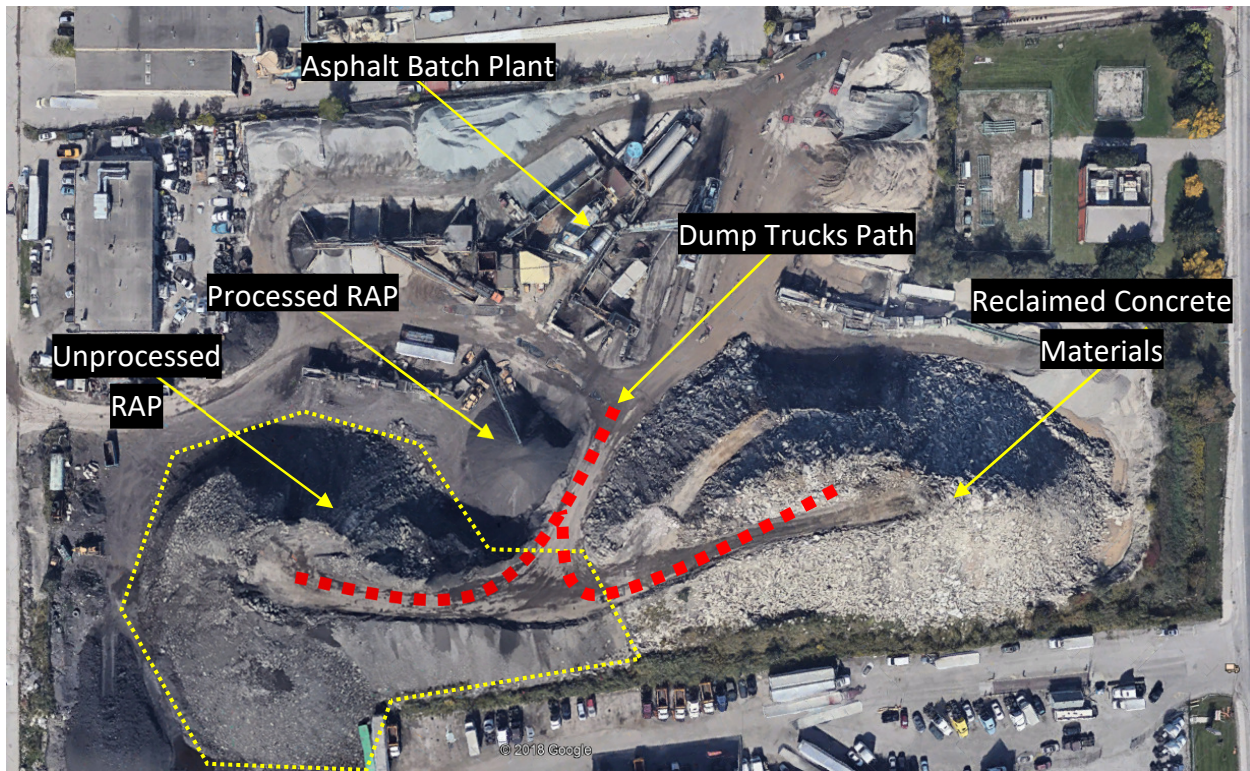 Asphalt Batch Plant
Dump Trucks Path
Processed RAP
Reclaimed Concrete
Materials
Unprocessed
RAP
© 2018 Google